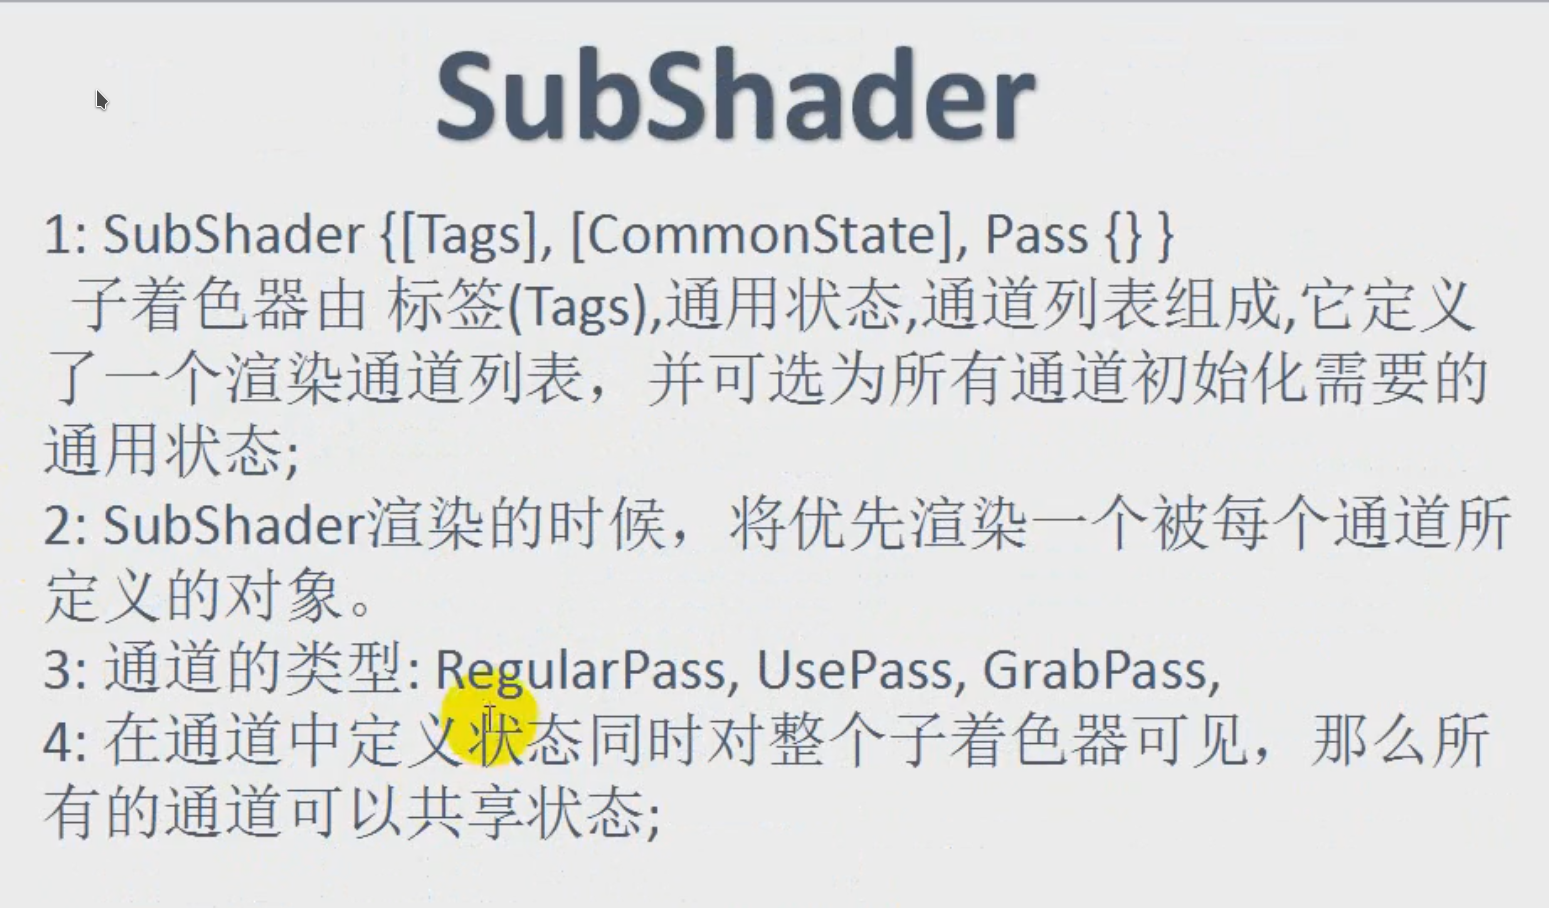 SubShader
1: SubShader {[Tags], [CommonState], Pass {} }
子着色器由 标签(Tags),通用状态,通道列表组成,它定义
了一个渲染通道列表，并可选为所有通道初始化需要的
通用状态;
2: SubShader渲染的时候，将优先渲染一个被每个通道所
定义的对象。
3: 通道的类型: RegularPass, UsePass, GrabPass,
4: 在通道中定义状态同时对整个子着色器可见，那么所
有的通道可以共享状态;